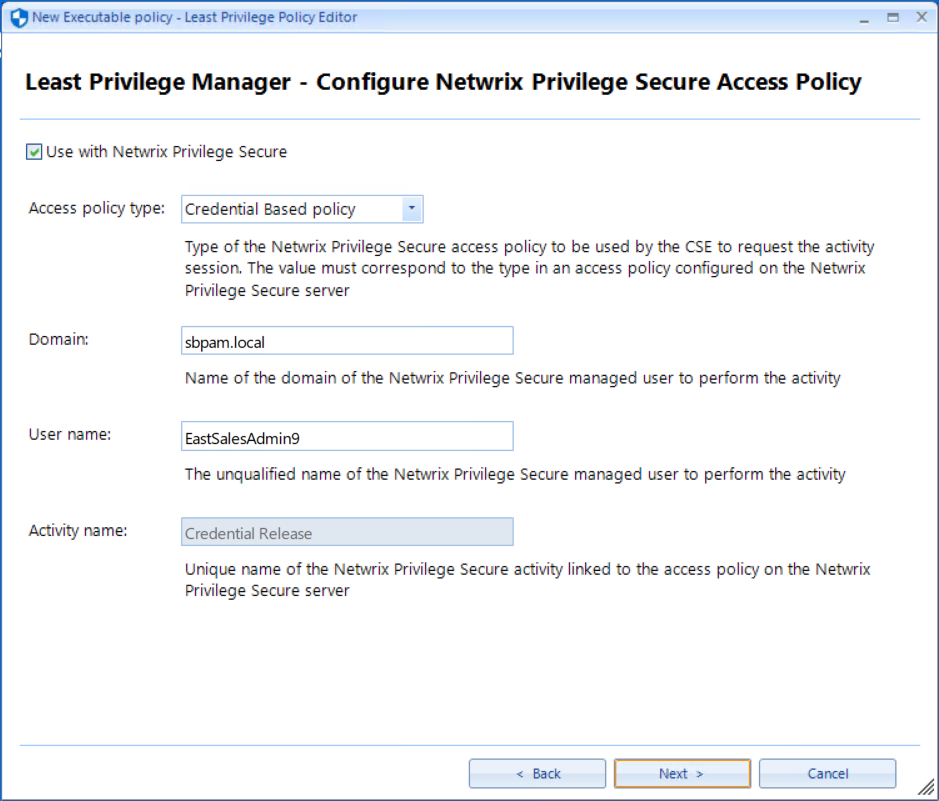 New Executable policy - Least Privilege Policy Editor
Least Privilege Manager - Configure Netwrix Privilege Secure Access Policy
Use with Netwrix Privilege Secure
Access policy type: Credential Based policy
Type of the Netwrix Privilege Secure access policy to be used by the CSE to request the activity
session. The value must correspond to the type in an access policy configured on the Netwrix
Privilege Secure server
Domain: sbpam.local
Name of the domain of the Netwrix Privilege Secure managed user to perform the activity
User name: EastSalesAdmin9
The unqualified name of the Netwrix Privilege Secure managed user to perform the activity
Activity name: Credential Release
Unique name of the Netwrix Privilege Secure activity linked to the access policy on the Netwrix
Privilege Secure server
< Back Next > Cancel